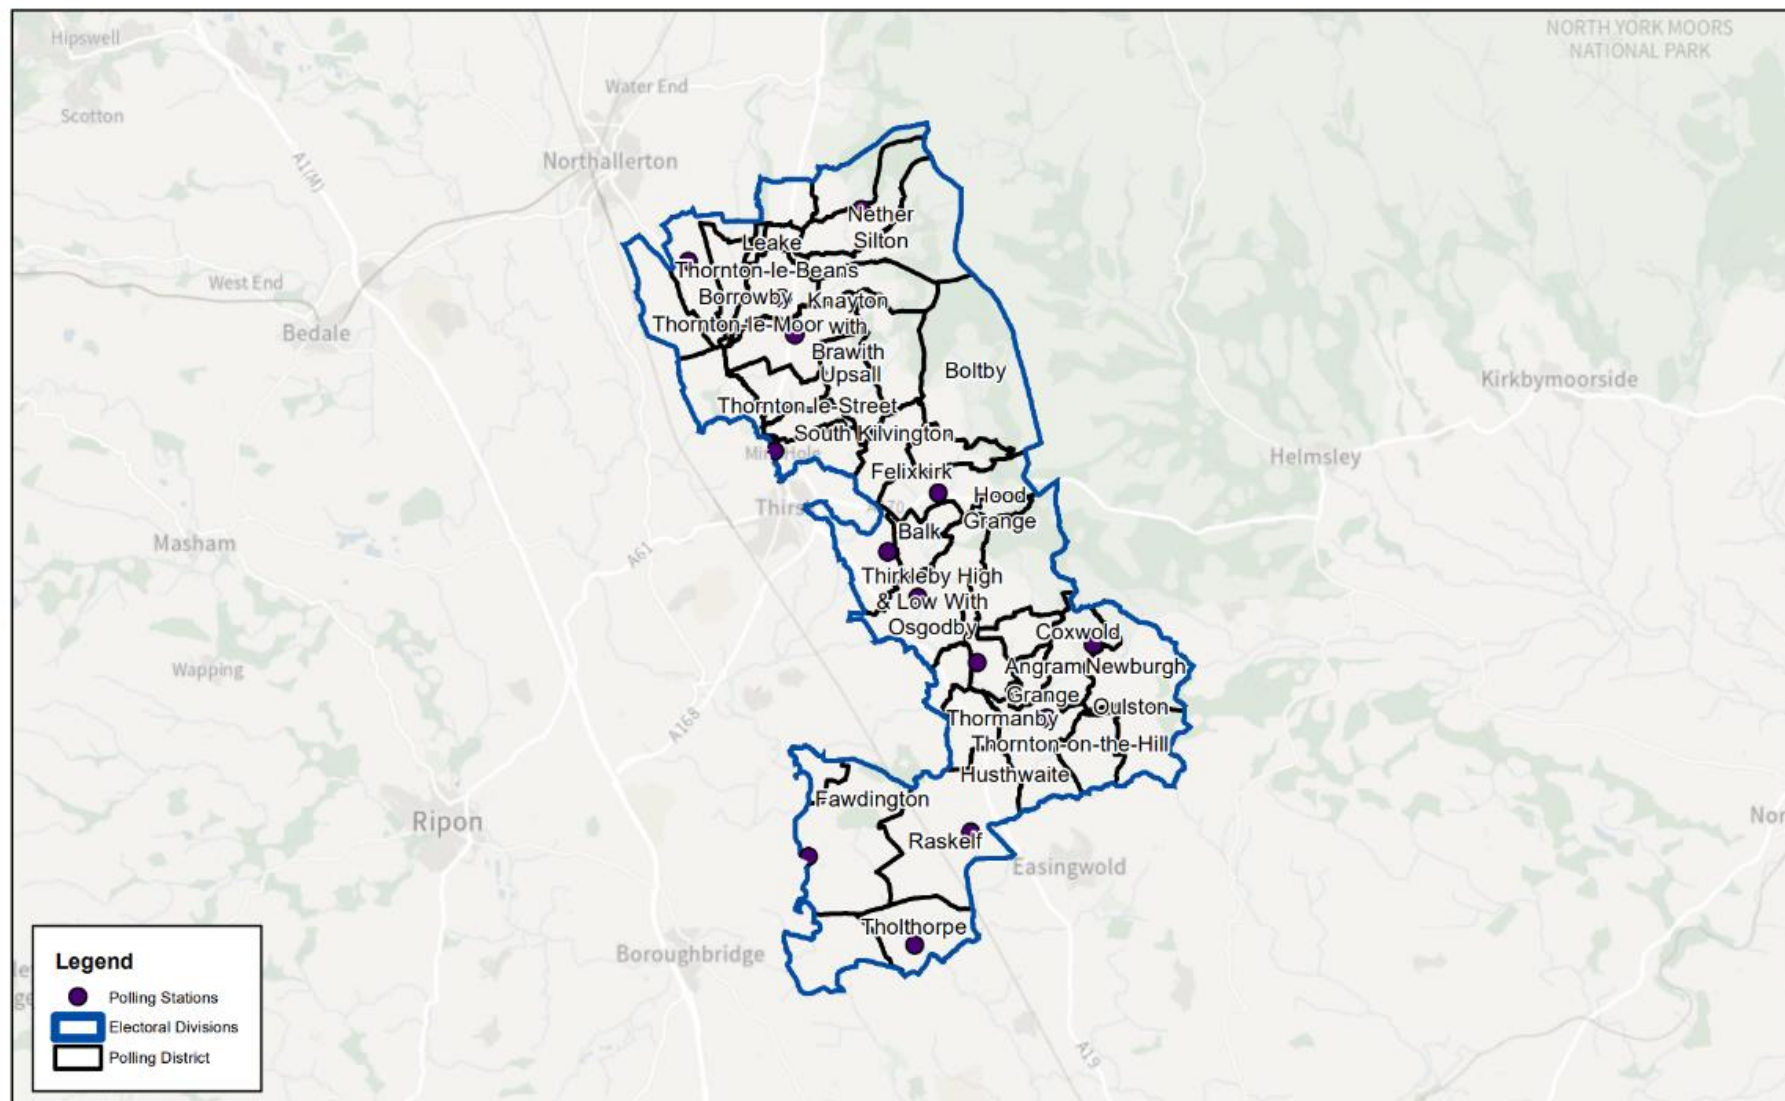 NORTH YORK MOORS
NATIONAL PARK
Hipswell
Water End
Scotton
A1(M)
Northallerton
Nether
Silton
Leake
Thornton-le-Beans
West End
Borrowby
Knayton
Thornton-le-Moor
with
Bedale
Brawith
Upsall
Boltby
Kirkbymoorside
Thornton-le-Street
South Kilvington
Helmsley
Felixkirk
Hood
Grange
Thirs
Balk
Masham
A61
Thirkleby High
& Low With
Osgodby
Coxwold
Wapping
Angram
Newburgh
Grange
Oulston
Thormanby
A168
Thornton-on-the-Hill
Husthwaite
Fawdington
Ripon
Nor
Raskelf
Easingwold
Tholthorpe
Boroughbridge
A19
Legend
Polling Stations
Electoral Divisions
Polling District